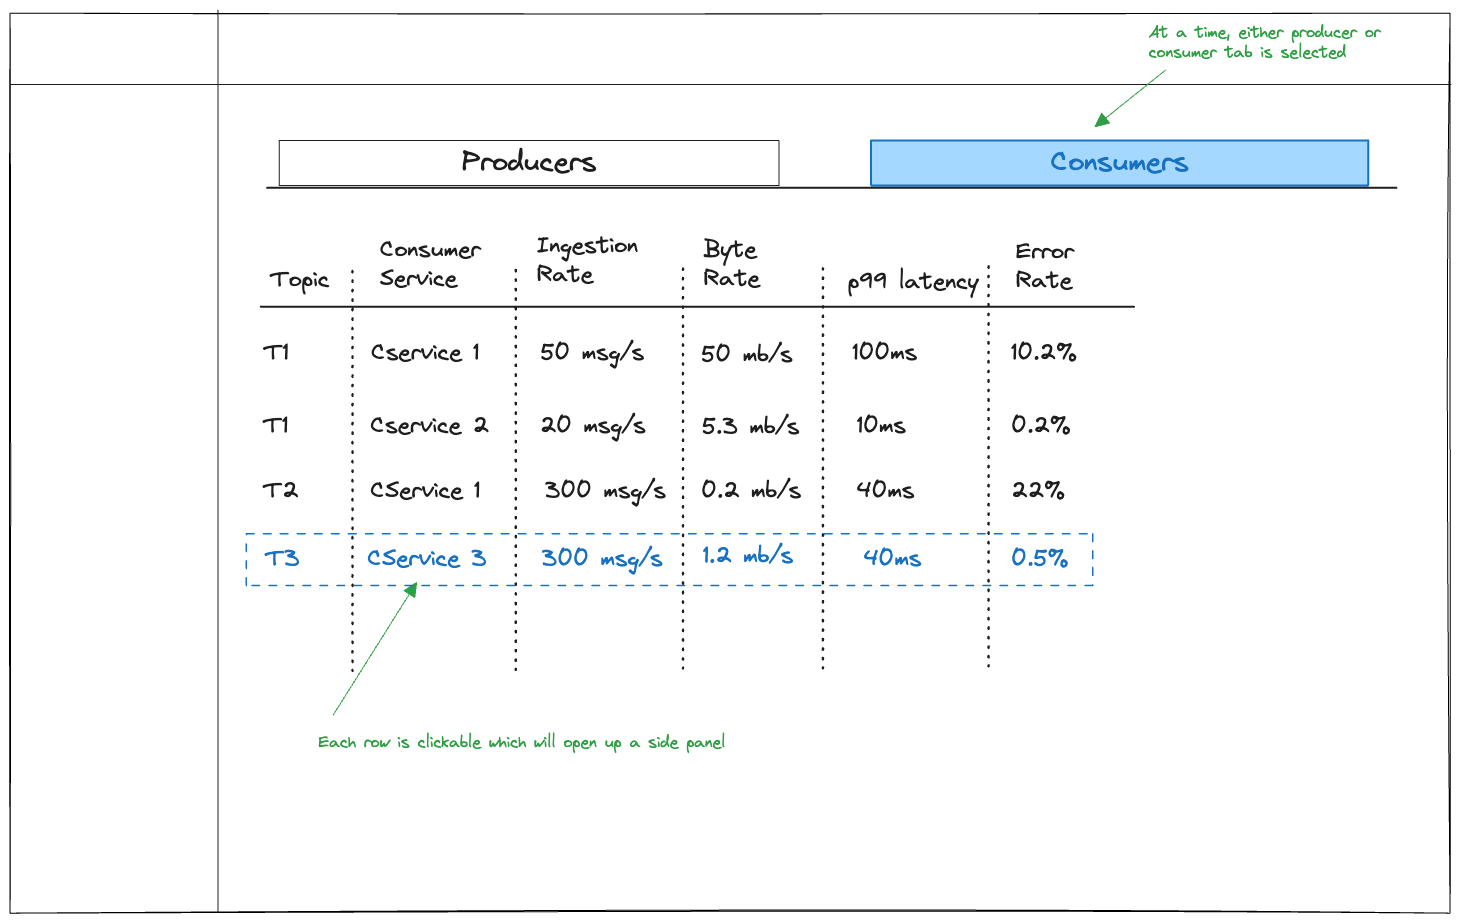 At a time, either producer or
consumer tab is selected
Producers
Consumers
Topic
Consumer
Service
Ingestion
Rate
Byte
Rate
p99 latency
Error
Rate
T1 Cservice 1 50 msg/s 50 mb/s 100ms 10.2%
T1 Cservice 2 20 msg/s 5.3 mb/s 10ms 0.2%
T2 CService 1 300 msg/s 0.2 mb/s 40ms 22%
T3 CService 3 300 msg/s 1.2 mb/s 40ms 0.5%
Each row is clickable which will open up a side panel